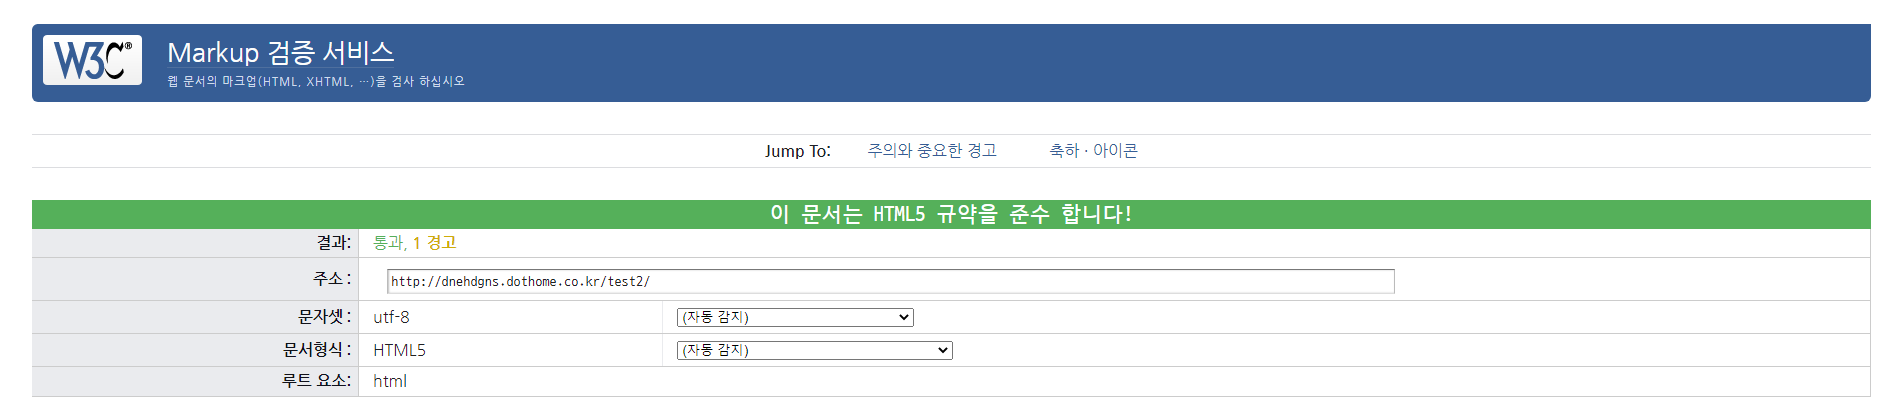 W3C®
Markup 검증 서비스
웹 문서의 마크업(HTML, XHTML, …)을 검사 하십시오
Jump To: 주의와 중요한 경고 축하 · 아이콘
이 문서는 HTML5 규약을 준수 합니다!
결과: 통과, 1 경고
주소 : http://dnehdgns.dothome.co.kr/test2/
문자셋 : utf-8 (자동 감지)
문서형식 : HTML5 (자동 감지)
루트 요소: html